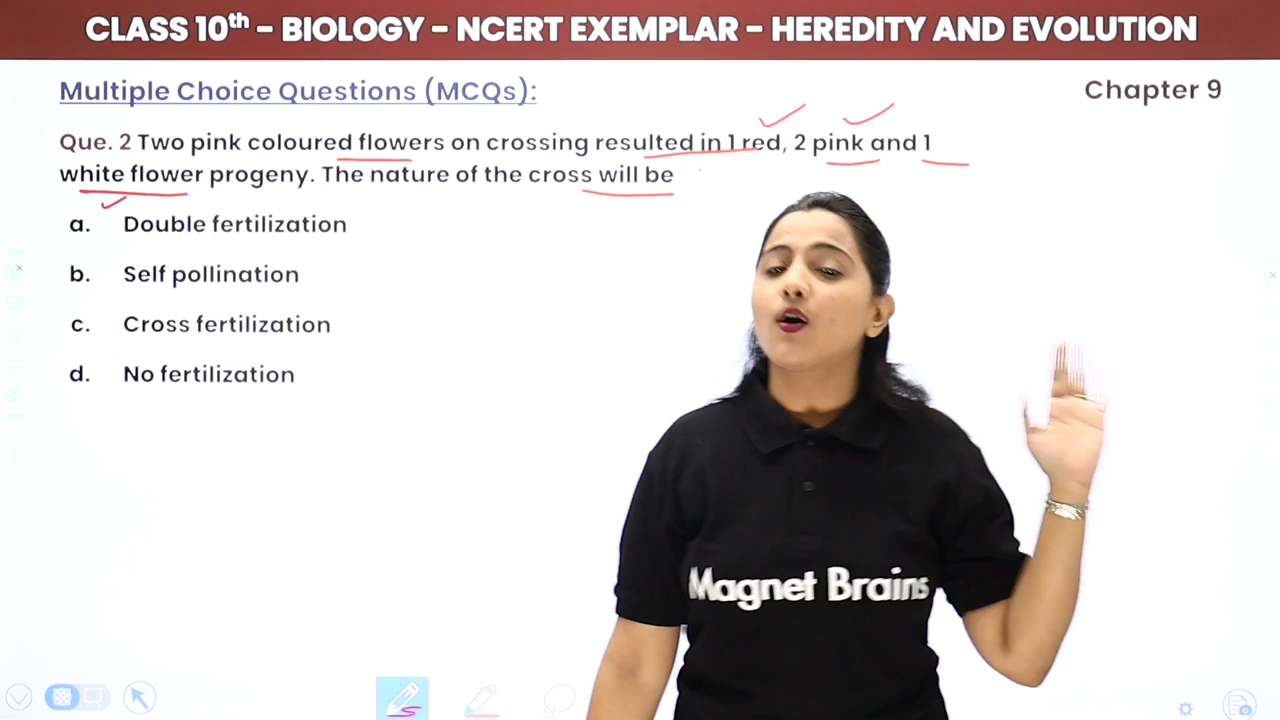 CLASS 10th – BIOLOGY – NCERT EXEMPLAR – HEREDITY AND EVOLUTION
Multiple Choice Questions (MCQs):
Chapter 9
Que. 2 Two pink coloured flowers on crossing resulted in 1 red, 2 pink and 1
white flower progeny. The nature of the cross will be
a. Double fertilization
b. Self pollination
c. Cross fertilization
d. No fertilization
Magnet Brains